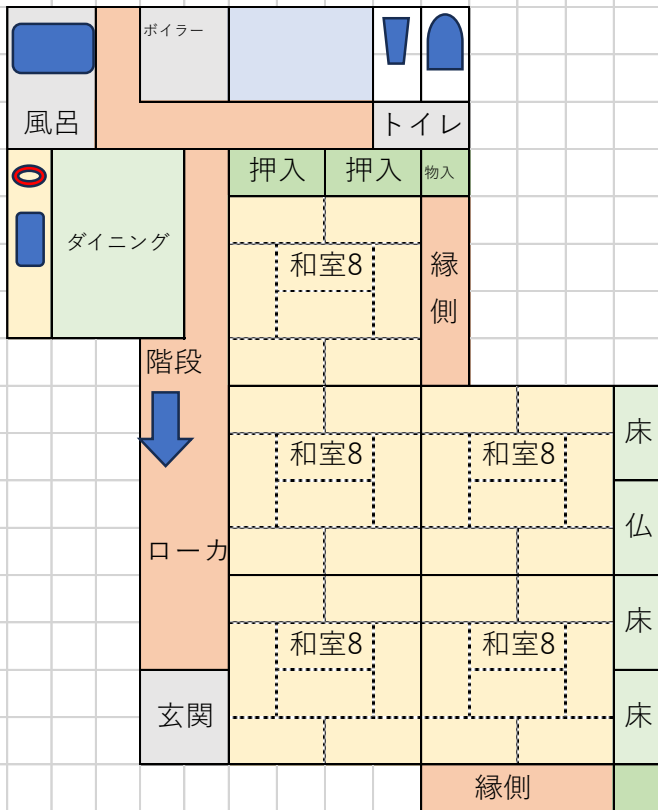 ボイラー
風呂
トイレ
押入
押入
物入
ダイニング
和室8
縁
側
階段
和室8
和室8
床
仏
ローカ
和室8
和室8
床
玄関
床
縁側